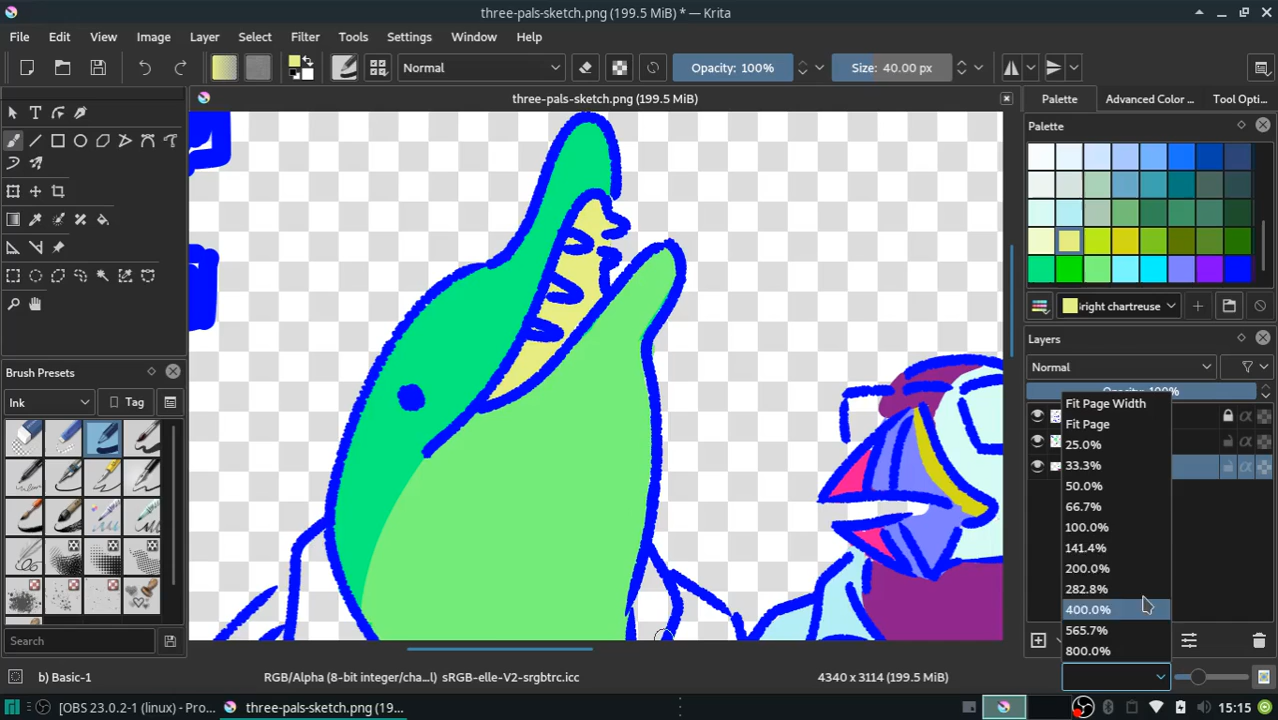 three-pals-sketch.png (199.5 MiB) * — Krita
File Edit View Image Layer Select Filter Tools Settings Window Help
Normal Opacity: 100% Size: 40.00 px
three-pals-sketch.png (199.5 MiB)
Palette Advanced Color ... Tool Opti...
Palette
right chartreuse
Layers
Normal
Opacity: 100%
Brush Presets
Ink Tag
Fit Page Width
Fit Page
25.0%
33.3%
50.0%
66.7%
100.0%
141.4%
200.0%
282.8%
400.0%
565.7%
800.0%
Search
b) Basic-1 RGB/Alpha (8-bit integer/cha...l) sRGB-elle-V2-srgbtrc.icc 4340 x 3114 (199.5 MiB)
[OBS 23.0.2-1 (linux) - Pro... three-pals-sketch.png (19... 15:15